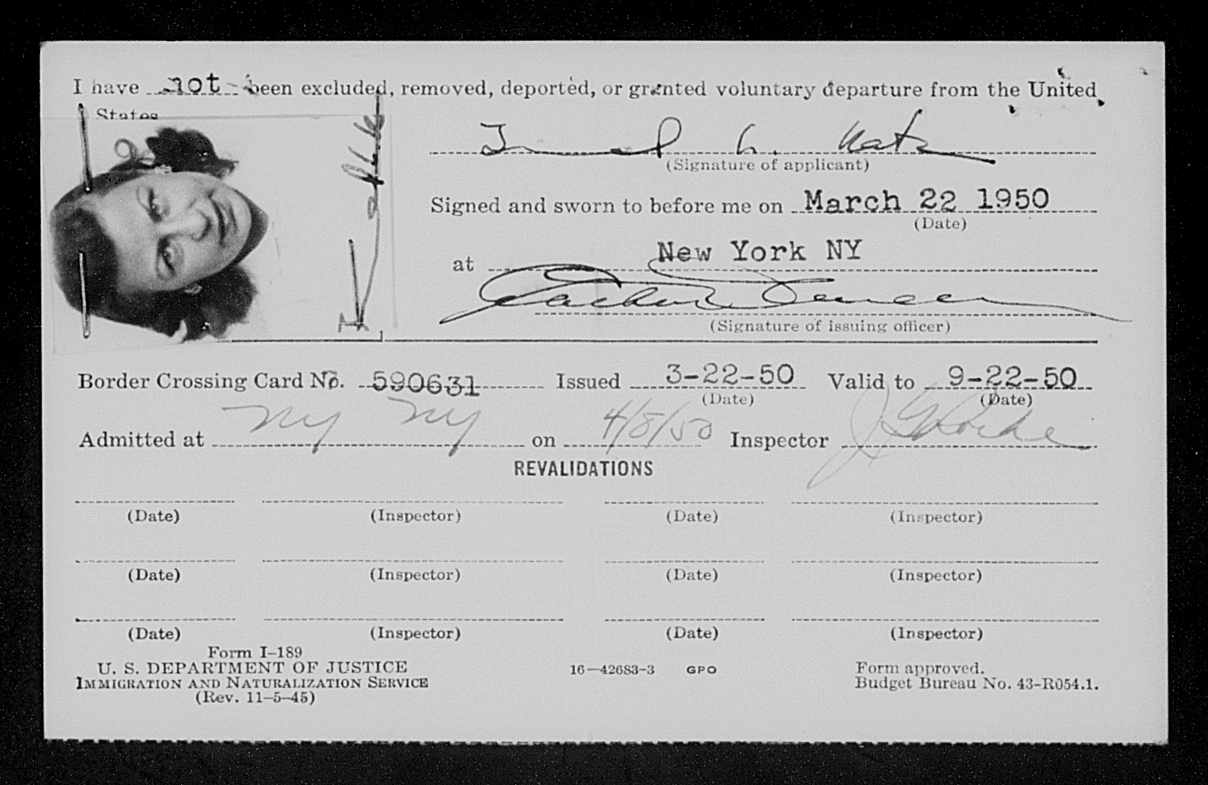 I have not been excluded, removed, deported, or granted voluntary departure from the United
States
(Signature of applicant)
Signed and sworn to before me on March 22 1950
(Date)
at New York NY
(Signature of issuing officer)
Border Crossing Card No. 590631 Issued 3-22-50 Valid to 9-22-50
(Date) (Date)
Admitted at NY NY on 4/8/50 Inspector
REVALIDATIONS
(Date) (Inspector) (Date) (Inspector)
(Date) (Inspector) (Date) (Inspector)
(Date) (Inspector) (Date) (Inspector)
Form I-189
U. S. DEPARTMENT OF JUSTICE 16—42683-3 GPO Form approved.
IMMIGRATION AND NATURALIZATION SERVICE Budget Bureau No. 43-R054.1.
(Rev. 11-5-45)